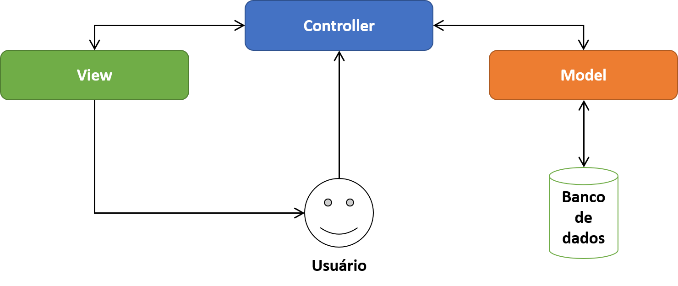 Controller
View
Model
Banco
de
dados
Usuário